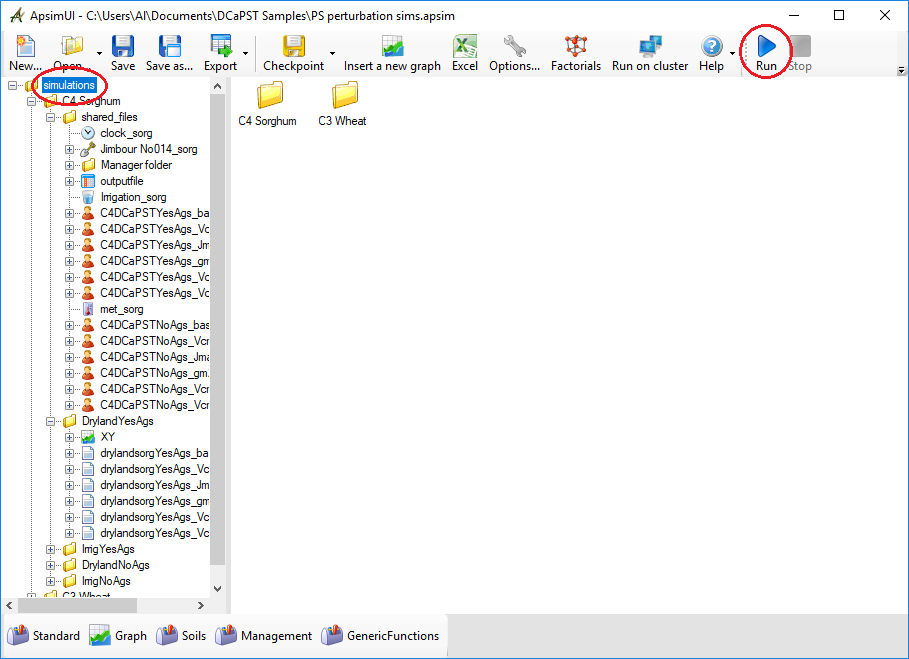 ApsimUI - C:\Users\Al\Documents\DCaPST Samples\PS perturbation sims.apsim
New... Open... Save Save as... Export Checkpoint Insert a new graph Excel Options... Factorials Run on cluster Help Run Stop
simulations
C4 Sorghum
shared_files
clock_sorg
Jimbour No014_sorg
Manager folder
outputfile
Irrigation_sorg
C4DCaPSTYesAgs_ba
C4DCaPSTYesAgs_Vc
C4DCaPSTYesAgs_Jm
C4DCaPSTYesAgs_gm
C4DCaPSTYesAgs_Vc
C4DCaPSTYesAgs_Vc
met_sorg
C4DCaPSTNoAgs_bas
C4DCaPSTNoAgs_Vcr
C4DCaPSTNoAgs_Jma
C4DCaPSTNoAgs_gm.
C4DCaPSTNoAgs_Vcr
C4DCaPSTNoAgs_Vcr
DrylandYesAgs
XY
drylandsorgYesAgs_ba
drylandsorgYesAgs_Vc
drylandsorgYesAgs_Jm
drylandsorgYesAgs_gm
drylandsorgYesAgs_Vc
drylandsorgYesAgs_Vc
IrrigYesAgs
DrylandNoAgs
IrrigNoAgs
C3 Wheat
C4 Sorghum C3 Wheat
Standard Graph Soils Management GenericFunctions